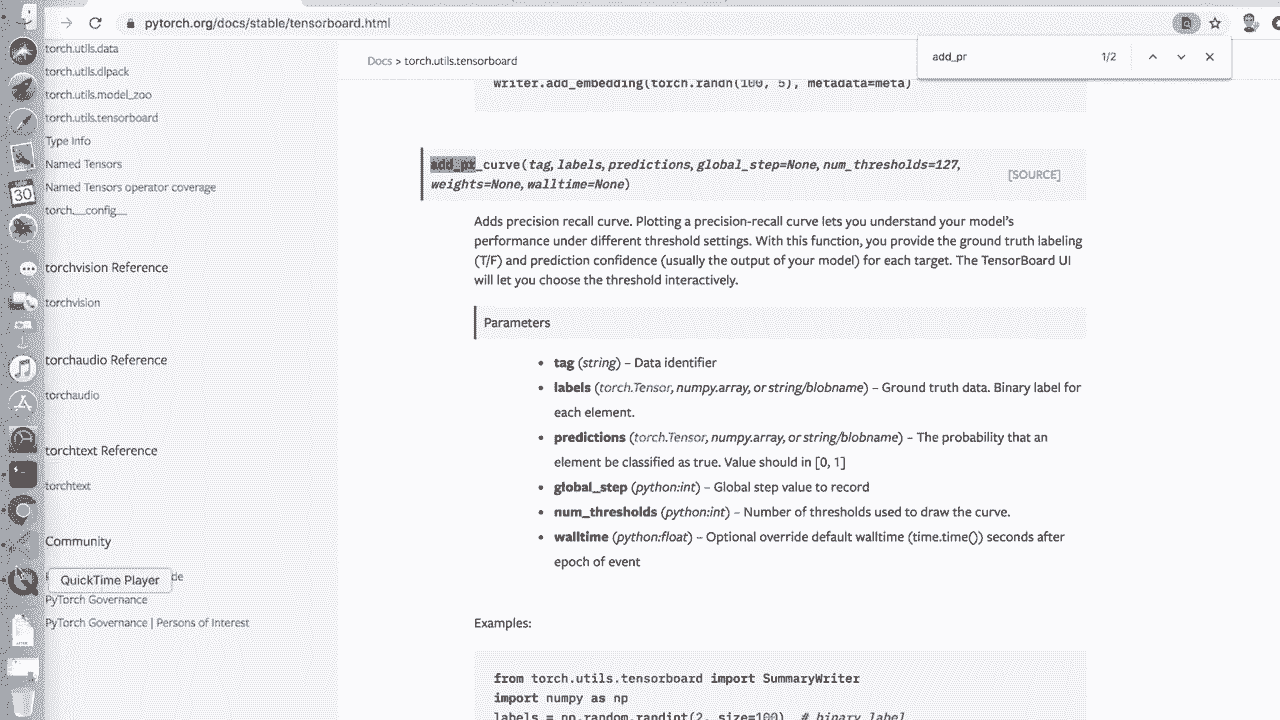 pytorch.org/docs/stable/tensorboard.html
add_pr 1/2
torch.utils.data
torch.utils.dlpack
torch.utils.model_zoo
torch.utils.tensorboard
Type Info
Named Tensors
Named Tensors operator coverage
torch.__config__
torchvision Reference
torchvision
torchaudio Reference
torchaudio
torchtext Reference
torchtext
Community
QuickTime Player
PyTorch Governance
PyTorch Governance | Persons of Interest
30
Docs > torch.utils.tensorboard
writer.add_embedding(torch.randn(100, 5), metadata=meta)
add_pr_curve(tag, labels, predictions, global_step=None, num_thresholds=127,
weights=None, walltime=None)
[SOURCE]
Adds precision recall curve. Plotting a precision-recall curve lets you understand your model's
performance under different threshold settings. With this function, you provide the ground truth labeling
(T/F) and prediction confidence (usually the output of your model) for each target. The TensorBoard UI
will let you choose the threshold interactively.
Parameters
• tag (string) – Data identifier
• labels (torch.Tensor, numpy.array, or string/blobname) – Ground truth data. Binary label for
each element.
• predictions (torch.Tensor, numpy.array, or string/blobname) – The probability that an
element be classified as true. Value should in [0, 1]
• global_step (python:int) – Global step value to record
• num_thresholds (python:int) – Number of thresholds used to draw the curve.
• walltime (python:float) – Optional override default walltime (time.time()) seconds after
epoch of event
Examples:
from torch.utils.tensorboard import SummaryWriter
import numpy as np
labels = np.random.randint(2, size=100) # binary label